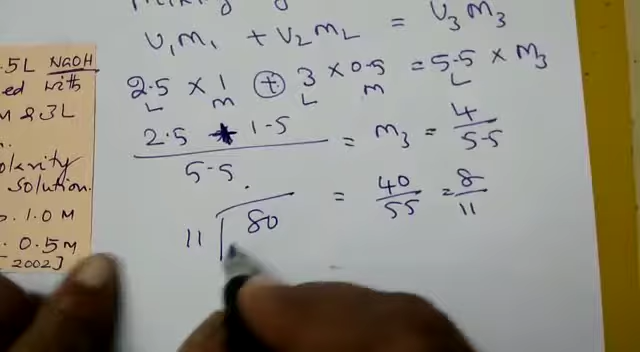 V₁M₁ + V₂M₂ = V₃M₃
2.5 × 1 + 3 × 0.5 = 5.5 × M₃
L M L M L
2.5 + 1.5 / 5.5 = M₃ = 4 / 5.5
= 40 / 55 = 8 / 11
11 80
.5L NaOH
ed with
M & 3L
olarity
solution.
1.0 M
0.5 M
2002]